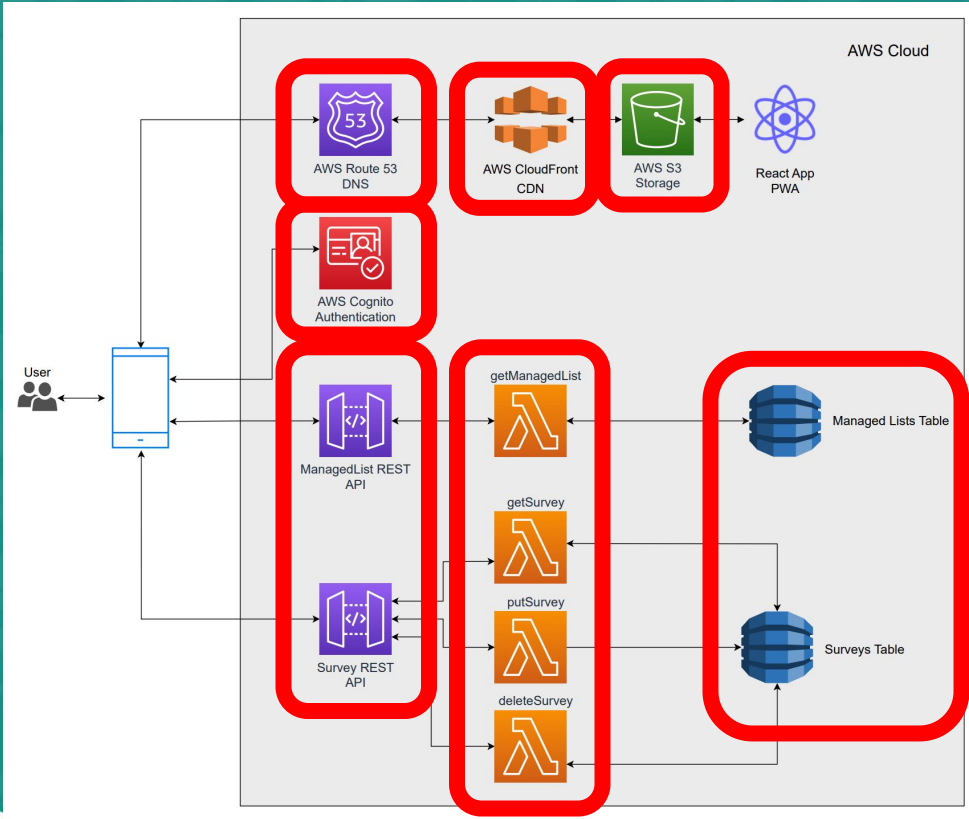 AWS Cloud
53
AWS Route 53
DNS
AWS CloudFront
CDN
AWS S3
Storage
React App
PWA
AWS Cognito
Authentication
User
getManagedList
</>
ManagedList REST
API
Managed Lists Table
getSurvey
putSurvey
</>
Survey REST
API
Surveys Table
deleteSurvey